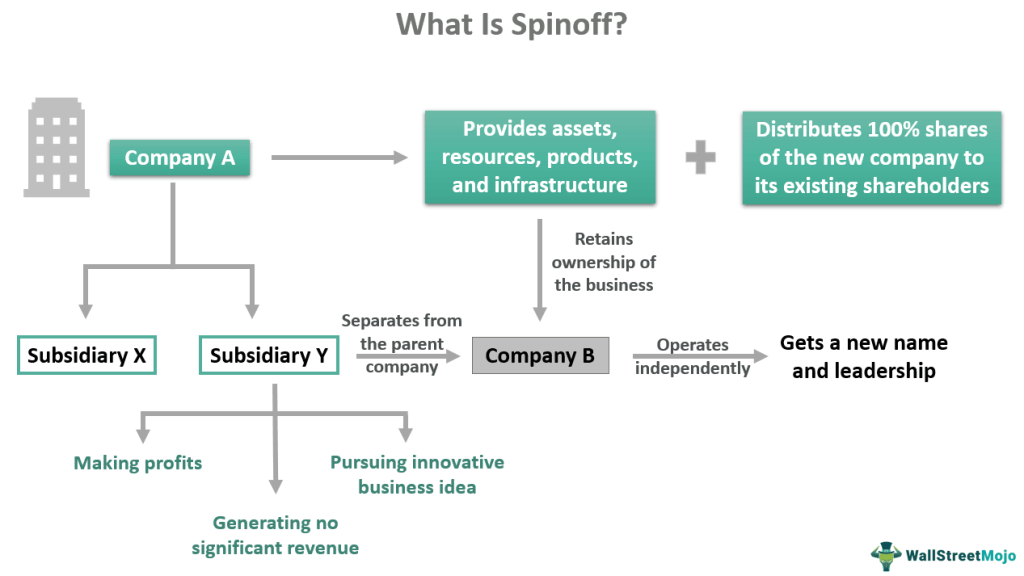 What Is Spinoff?
Company A
Provides assets,
resources, products,
and infrastructure
Distributes 100% shares
of the new company to
its existing shareholders
Retains
ownership of
the business
Subsidiary X
Subsidiary Y
Separates from
the parent
company
Company B
Operates
independently
Gets a new name
and leadership
Making profits
Generating no
significant revenue
Pursuing innovative
business idea
WallStreetMojo